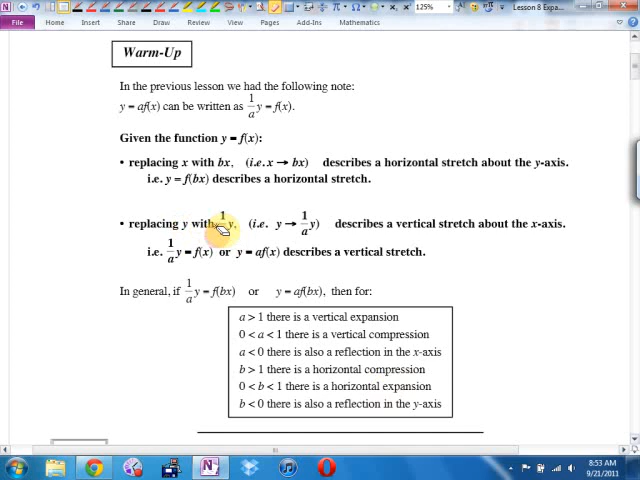 125%
Lesson 8 Expa...
File Home Insert Share Draw Review View Pages Add-Ins Mathematics
Warm-Up
In the previous lesson we had the following note:
y = af(x) can be written as 1/a y = f(x).
Given the function y = f(x):
• replacing x with bx, (i.e. x → bx) describes a horizontal stretch about the y-axis.
i.e. y = f(bx) describes a horizontal stretch.
• replacing y with 1/a y, (i.e. y → 1/a y) describes a vertical stretch about the x-axis.
i.e. 1/a y = f(x) or y = af(x) describes a vertical stretch.
In general, if 1/a y = f(bx) or y = af(bx), then for:
a > 1 there is a vertical expansion
0 < a < 1 there is a vertical compression
a < 0 there is also a reflection in the x-axis
b > 1 there is a horizontal compression
0 < b < 1 there is a horizontal expansion
b < 0 there is also a reflection in the y-axis
8:53 AM
9/21/2011